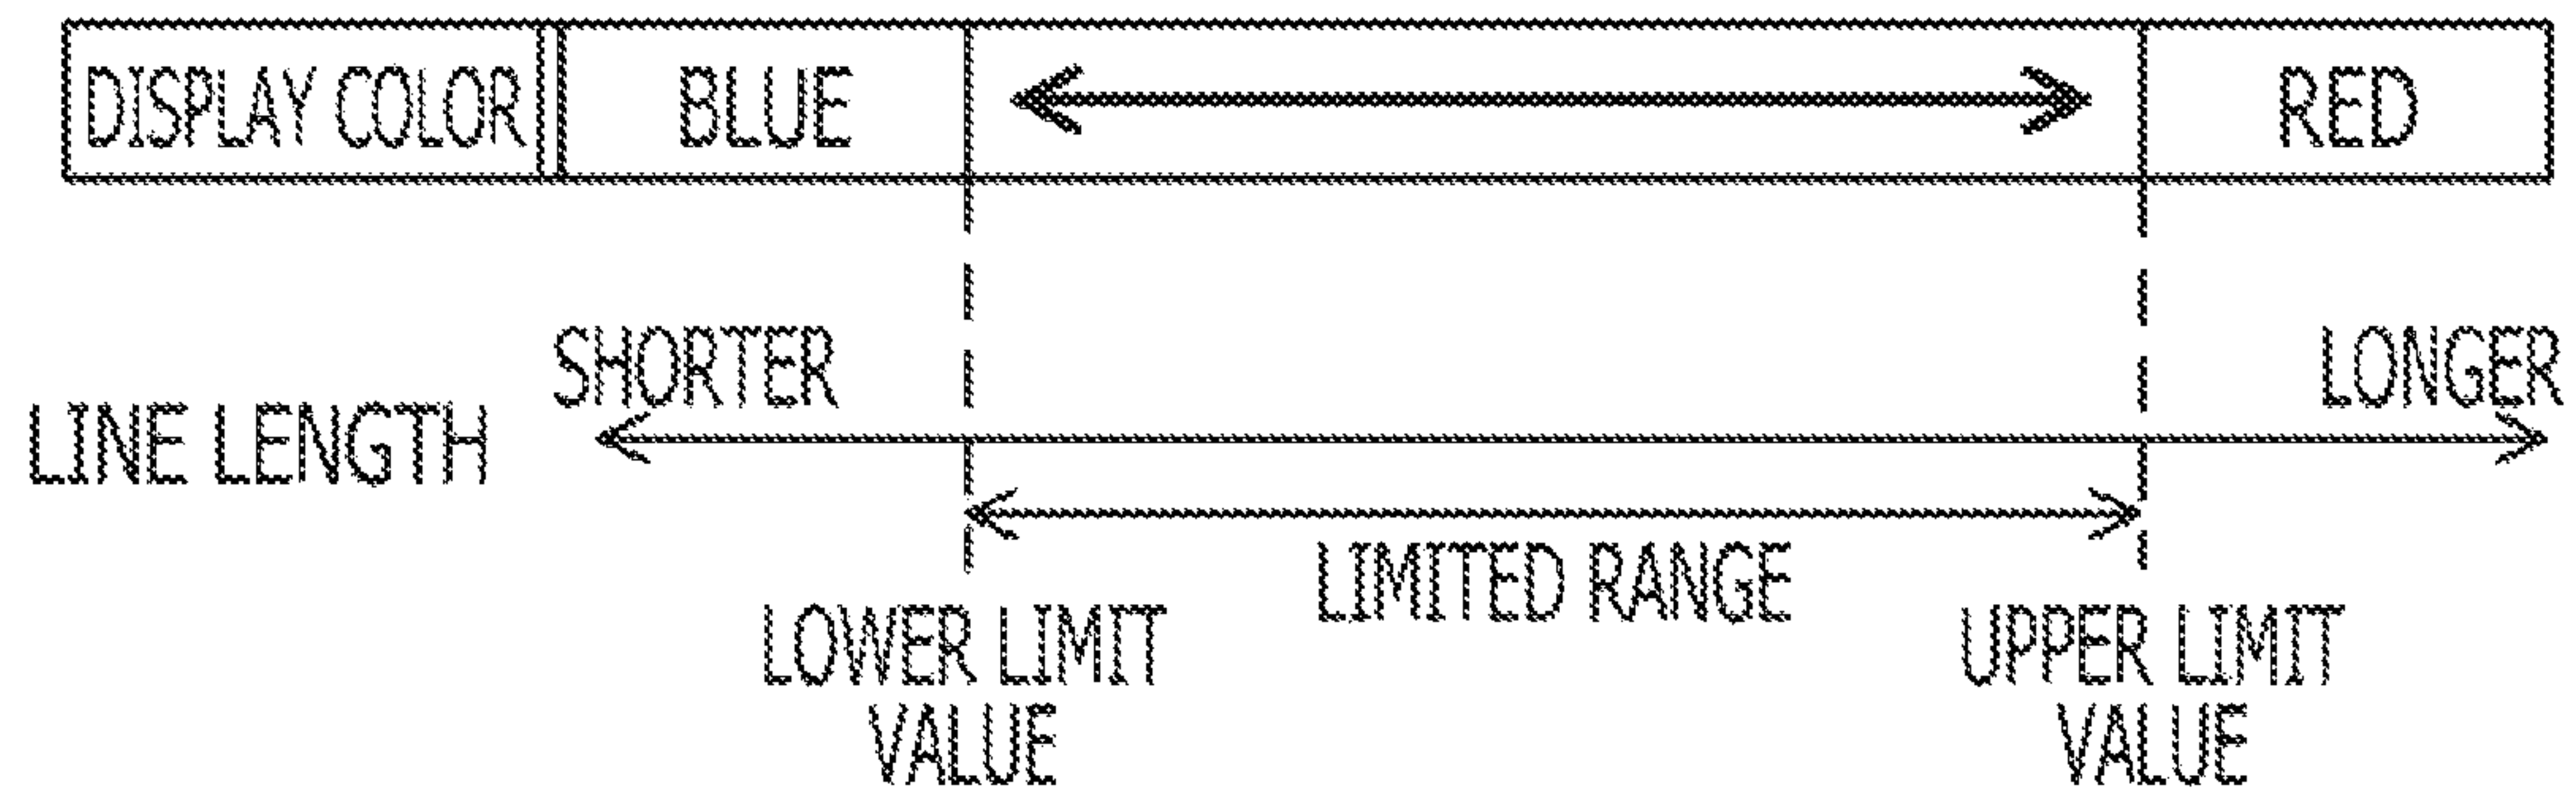 DISPLAY COLOR BLUE RED
SHORTER LONGER
LINE LENGTH
LIMITED RANGE
LOWER LIMIT
VALUE
UPPER LIMIT
VALUE